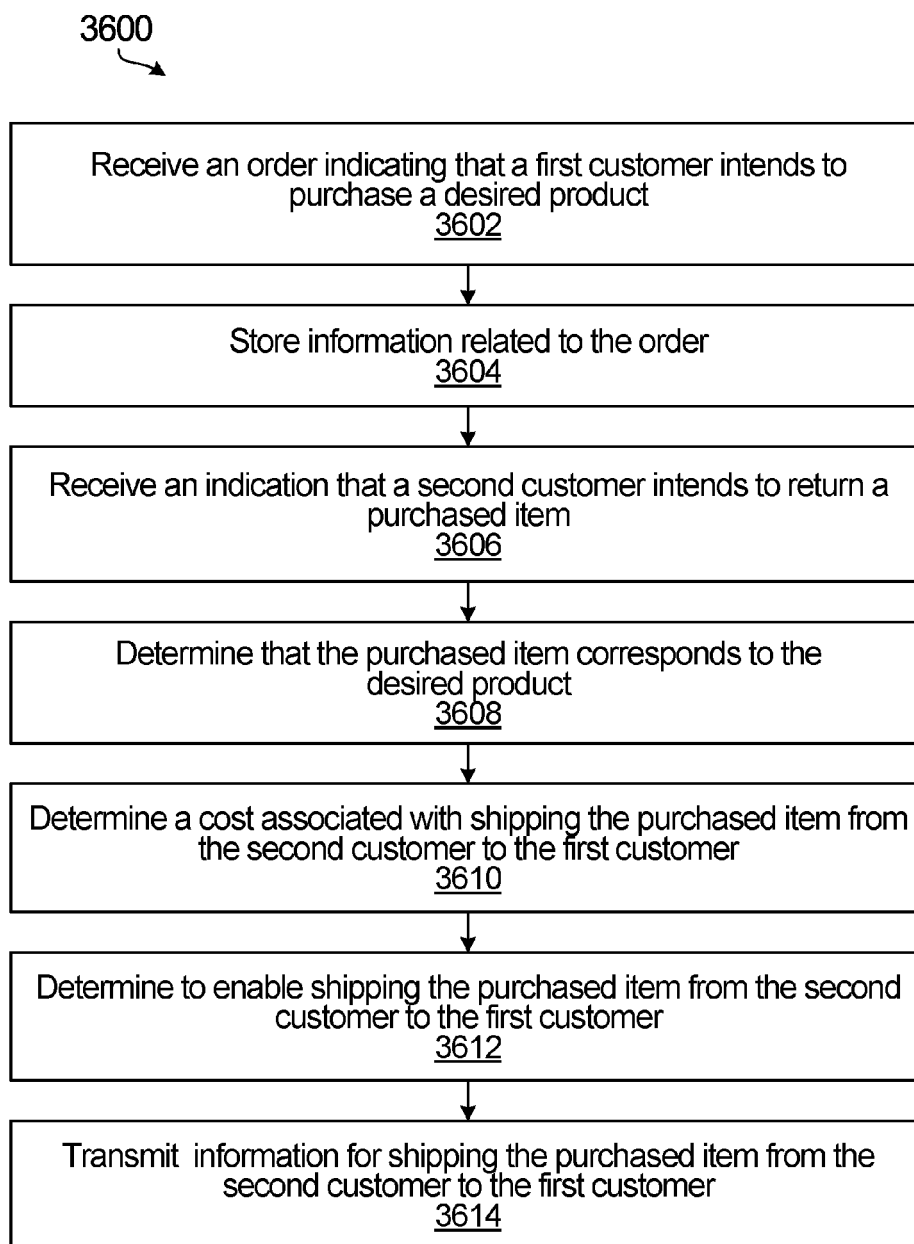 3600
Receive an order indicating that a first customer intends to
purchase a desired product
3602
Store information related to the order
3604
Receive an indication that a second customer intends to return a
purchased item
3606
Determine that the purchased item corresponds to the
desired product
3608
Determine a cost associated with shipping the purchased item from
the second customer to the first customer
3610
Determine to enable shipping the purchased item from the second
customer to the first customer
3612
Transmit information for shipping the purchased item from the
second customer to the first customer
3614